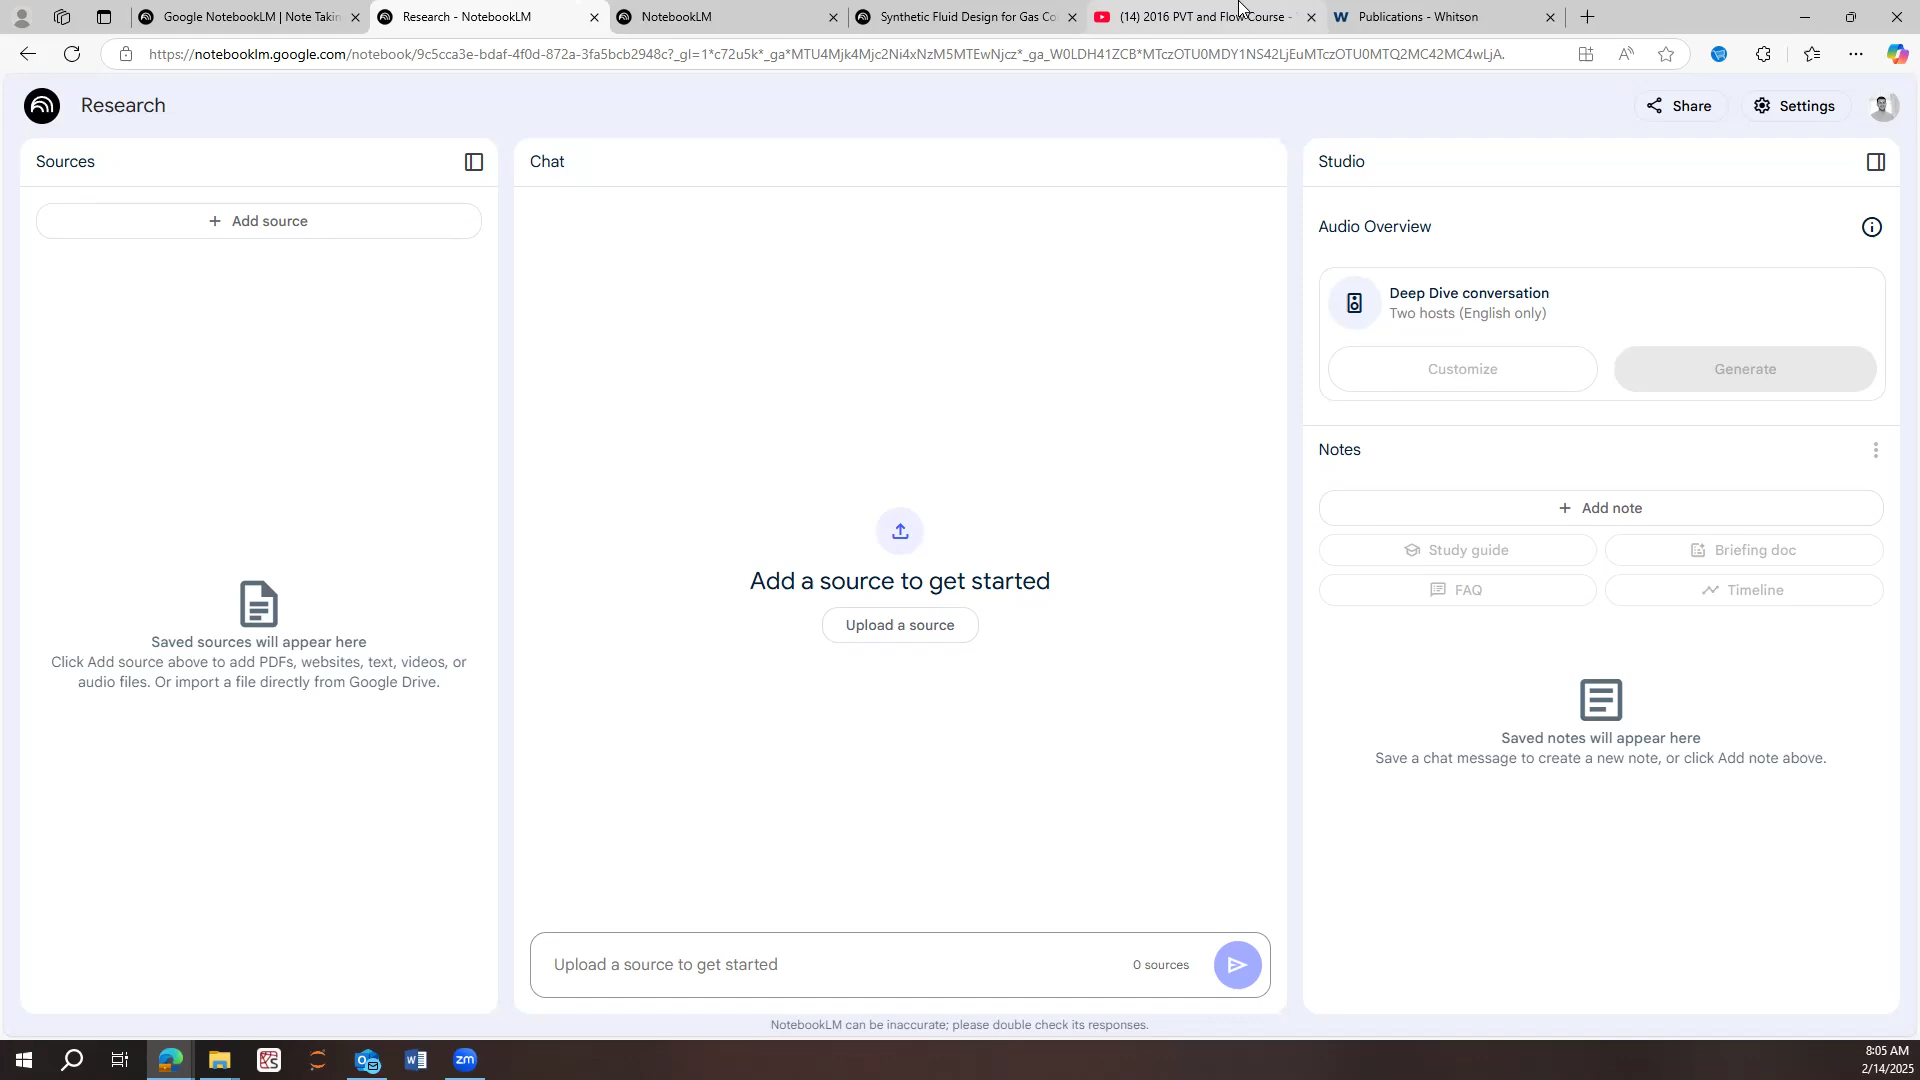 Google NotebookLM | Note Takin
Research - NotebookLM
NotebookLM
Synthetic Fluid Design for Gas Co
(14) 2016 PVT and Flow Course -
W Publications - Whitson
https://notebooklm.google.com/notebook/9c5cca3e-bdaf-4f0d-872a-3fa5bcb2948c?_gl=1*c72u5k*_ga*MTU4Mjk4Mjc2Ni4xNzM5MTEwNjcz*_ga_W0LDH41ZCB*MTczOTU0MDY1NS42LjEuMTczOTU0MTQ2MC42MC4wLjA.
Research
Share
Settings
Sources
Chat
Studio
+ Add source
Audio Overview
Deep Dive conversation
Two hosts (English only)
Customize
Generate
Notes
+ Add note
Study guide
Briefing doc
FAQ
Timeline
Add a source to get started
Upload a source
Saved sources will appear here
Click Add source above to add PDFs, websites, text, videos, or
audio files. Or import a file directly from Google Drive.
Saved notes will appear here
Save a chat message to create a new note, or click Add note above.
Upload a source to get started
0 sources
NotebookLM can be inaccurate; please double check its responses.
zm
8:05 AM
2/14/2025